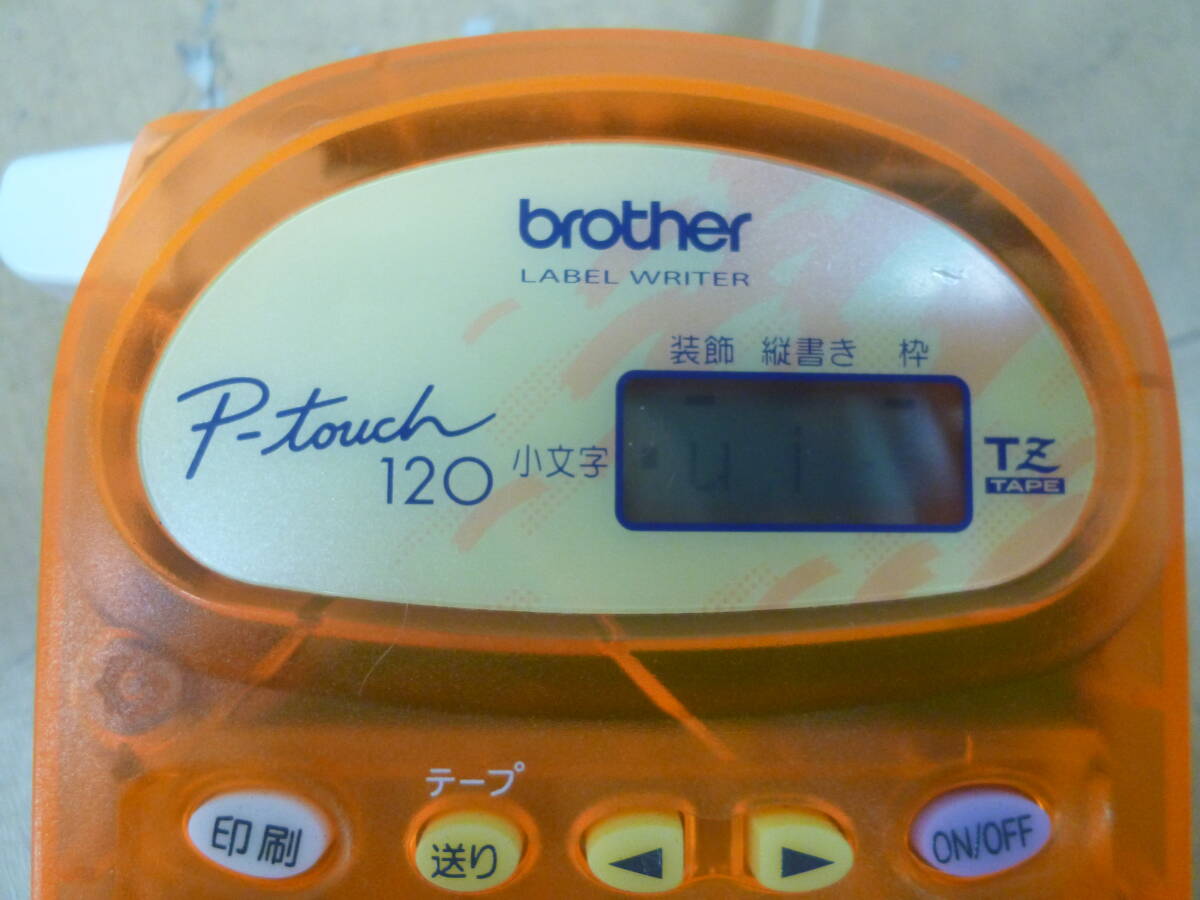 brother
LABEL WRITER
装飾 縦書き 枠
P-touch
120
小文字
TZ
TAPE
テープ
印刷
送り
ON/OFF